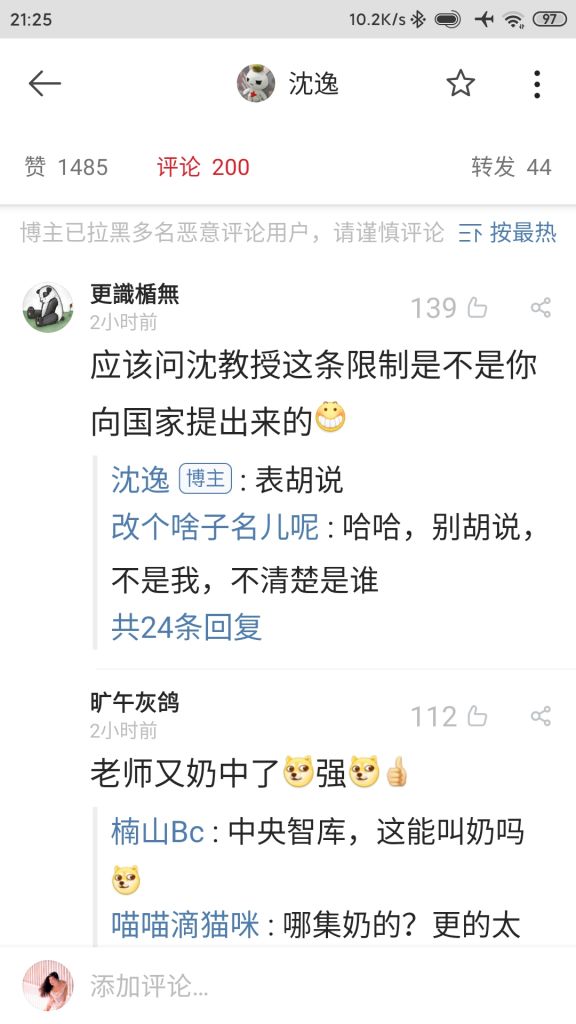 21:25 10.2K/s 97
沈逸
赞 1485 评论 200 转发 44
博主已拉黑多名恶意评论用户，请谨慎评论 按最热
更識楯無 139
2小时前
应该问沈教授这条限制是不是你
向国家提出来的😁
沈逸 博主 : 表胡说
改个啥子名儿呢 : 哈哈，别胡说，
不是我，不清楚是谁
共24条回复
旷午灰鸽 112
2小时前
老师又奶中了强👍
楠山Bc : 中央智库，这能叫奶吗
喵喵滴猫咪 : 哪集奶的？更的太
添加评论...